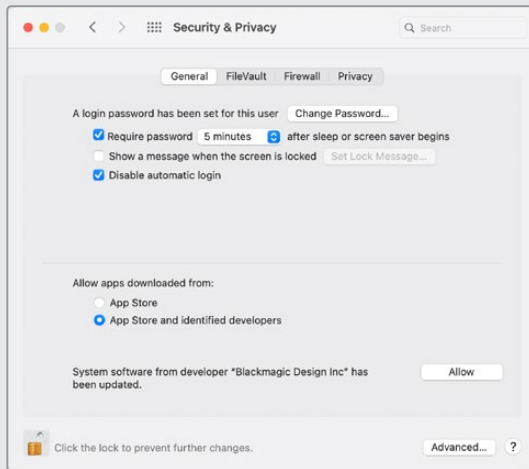 Security & Privacy
Search
General FileVault Firewall Privacy
A login password has been set for this user Change Password...
Require password 5 minutes after sleep or screen saver begins
Show a message when the screen is locked Set Lock Message...
Disable automatic login
Allow apps downloaded from:
App Store
App Store and identified developers
System software from developer “Blackmagic Design Inc” has Allow
been updated.
Click the lock to prevent further changes. Advanced... ?